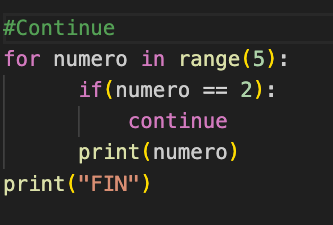 #Continue
for numero in range(5):
    if(numero == 2):
        continue
    print(numero)
print("FIN")